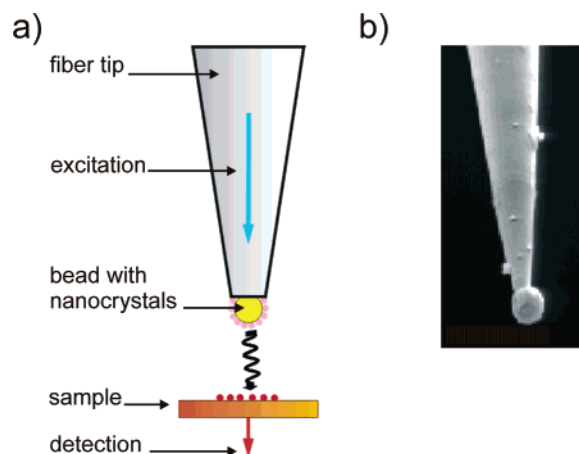 a)
fiber tip
excitation
bead with
nanocrystals
sample
detection
b)